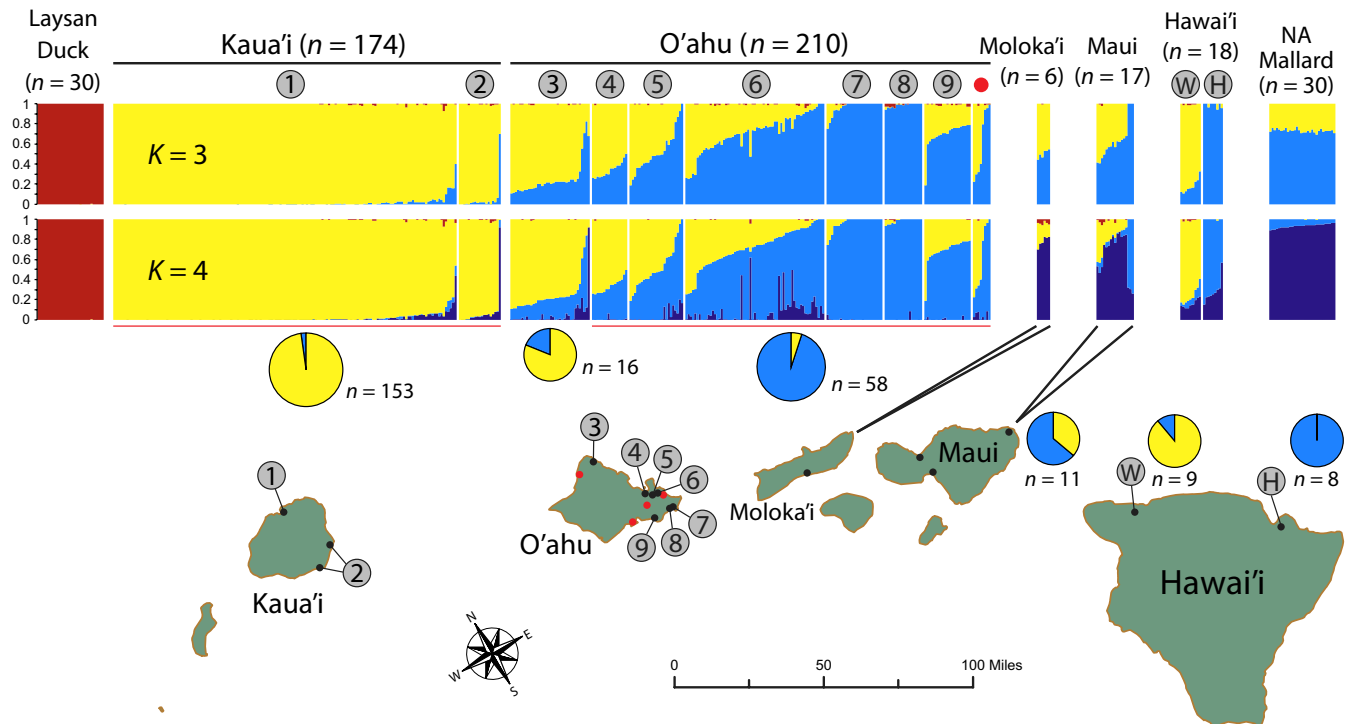 Laysan
Duck
(n = 30)
Kaua'i (n = 174)
O'ahu (n = 210)
Moloka'i
(n = 6)
Maui
(n = 17)
Hawai'i
(n = 18)
NA
Mallard
(n = 30)
1 2 3 4 5 6 7 8 9 W H
1
0.8
0.6
0.4
0.2
0
K = 3
1
0.8
0.6
0.4
0.2
0
K = 4
n = 153
n = 16
n = 58
n = 11
n = 9
n = 8
1
2
Kaua'i
3
4
5
6
7
8
9
O'ahu
Moloka'i
Maui
W
H
Hawai'i
N
E
S
W
0 50 100 Miles